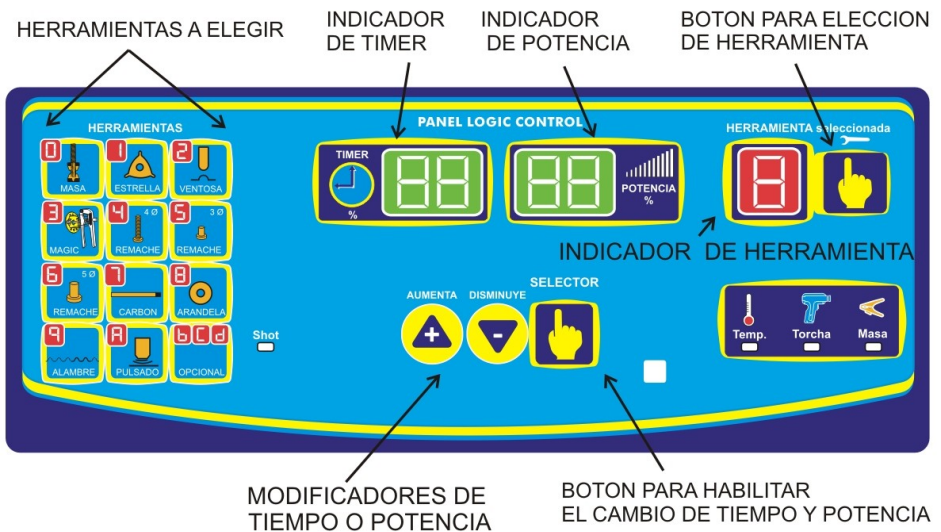 HERRAMIENTAS A ELEGIR
INDICADOR
DE TIMER
INDICADOR
DE POTENCIA
BOTON PARA ELECCION
DE HERRAMIENTA
PANEL LOGIC CONTROL
HERRAMIENTAS
0
MASA
1
ESTRELLA
2
VENTOSA
3
MAGIC
4
4 Ø
REMACHE
5
3 Ø
REMACHE
6
5 Ø
REMACHE
7
CARBON
8
ARANDELA
9
ALAMBRE
A
PULSADO
bCd
OPCIONAL
Shot
TIMER
%
88
88
POTENCIA
%
HERRAMIENTA seleccionada
8
INDICADOR DE HERRAMIENTA
AUMENTA
+
DISMINUYE
-
SELECTOR
Temp.
Torcha
Masa
MODIFICADORES DE
TIEMPO O POTENCIA
BOTON PARA HABILITAR
EL CAMBIO DE TIEMPO Y POTENCIA